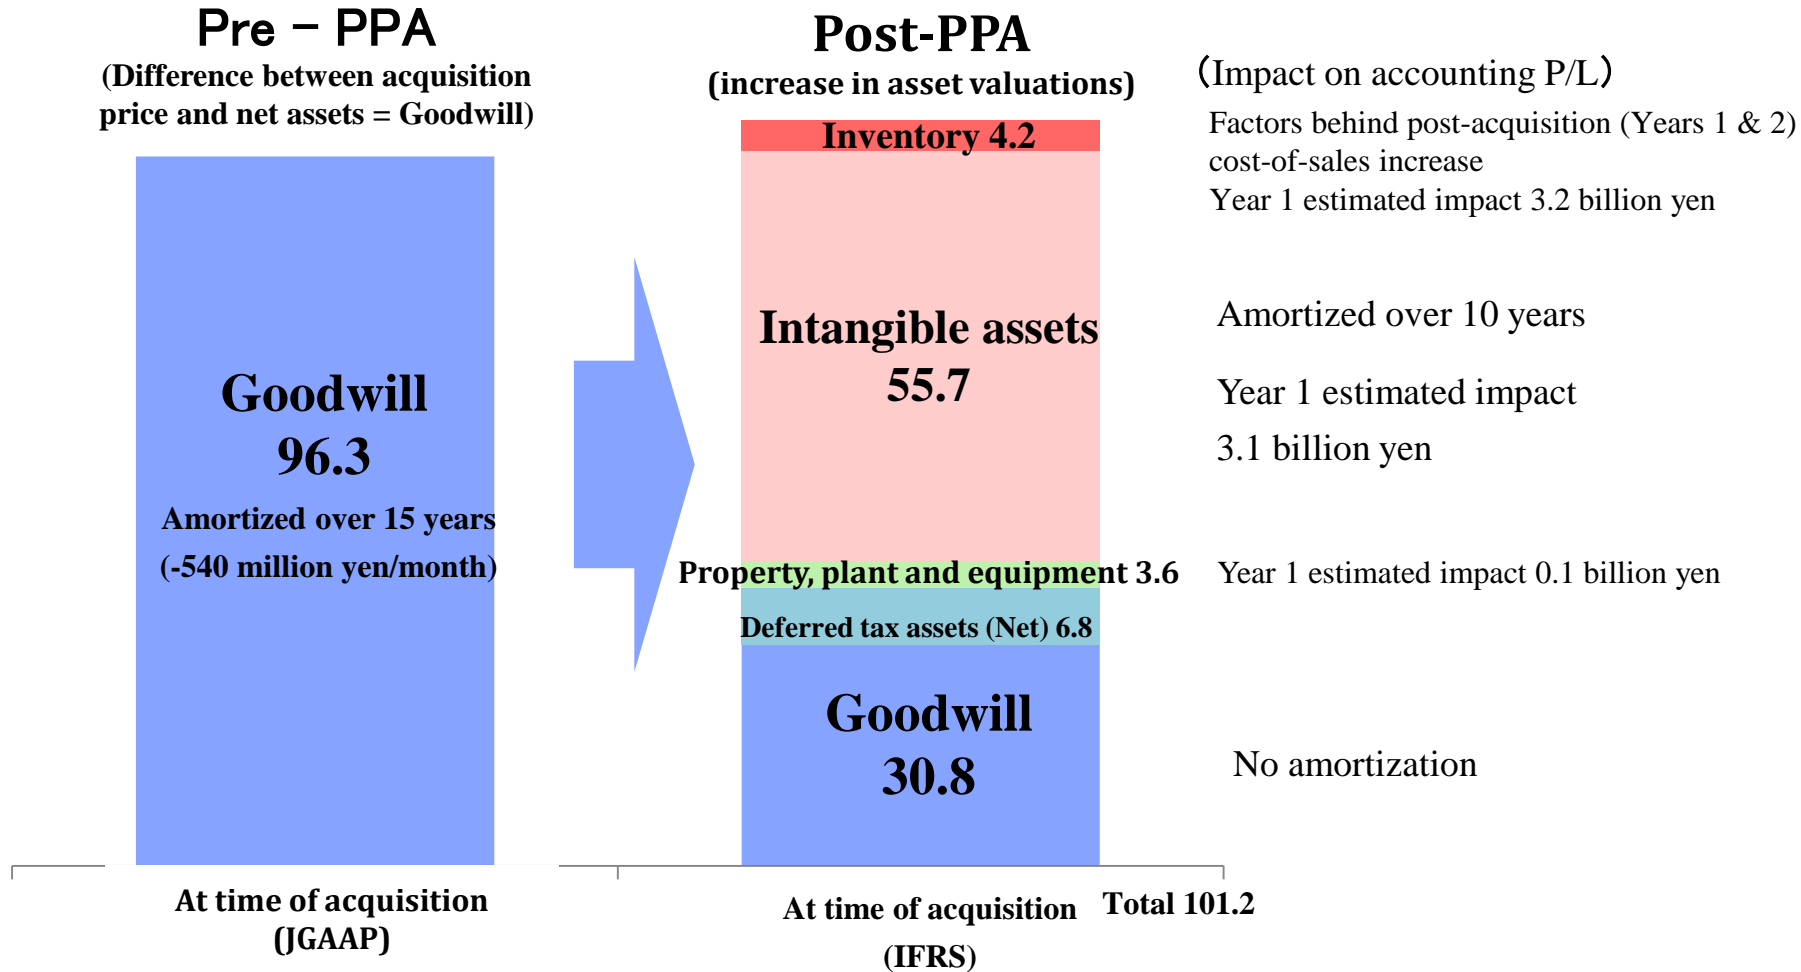 Pre – PPA
(Difference between acquisition
price and net assets = Goodwill)
Goodwill
96.3
Amortized over 15 years
(-540 million yen/month)
At time of acquisition
(JGAAP)
Post-PPA
(increase in asset valuations)
Inventory 4.2
Intangible assets
55.7
Property, plant and equipment 3.6
Deferred tax assets (Net) 6.8
Goodwill
30.8
At time of acquisition
(IFRS)
Total 101.2
（Impact on accounting P/L）
Factors behind post-acquisition (Years 1 & 2)
cost-of-sales increase
Year 1 estimated impact 3.2 billion yen
Amortized over 10 years
Year 1 estimated impact
3.1 billion yen
Year 1 estimated impact 0.1 billion yen
No amortization